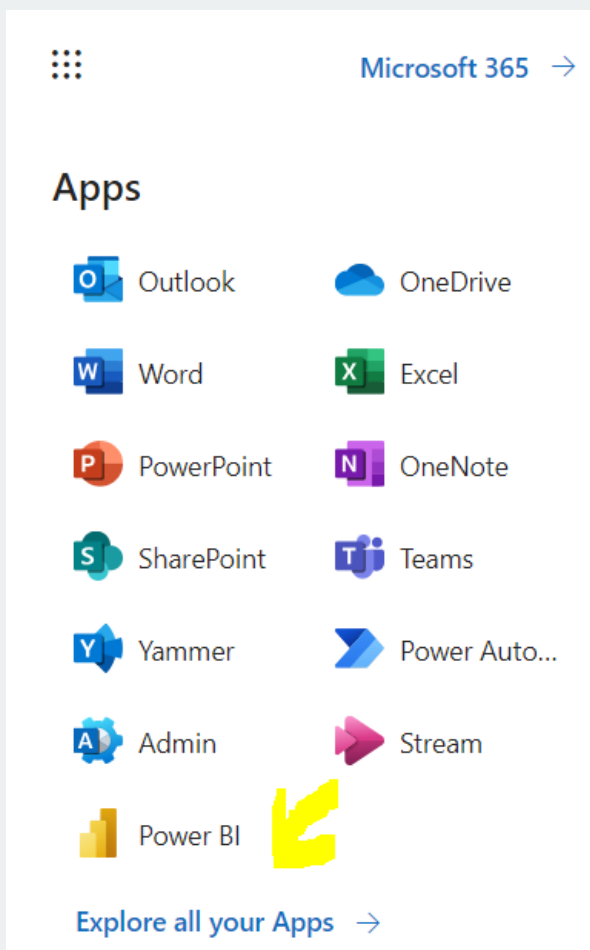 Microsoft 365 →
Apps
O Outlook
OneDrive
W Word
X Excel
P PowerPoint
N OneNote
S SharePoint
T Teams
Y Yammer
Power Auto...
A Admin
Stream
Power BI
Explore all your Apps →